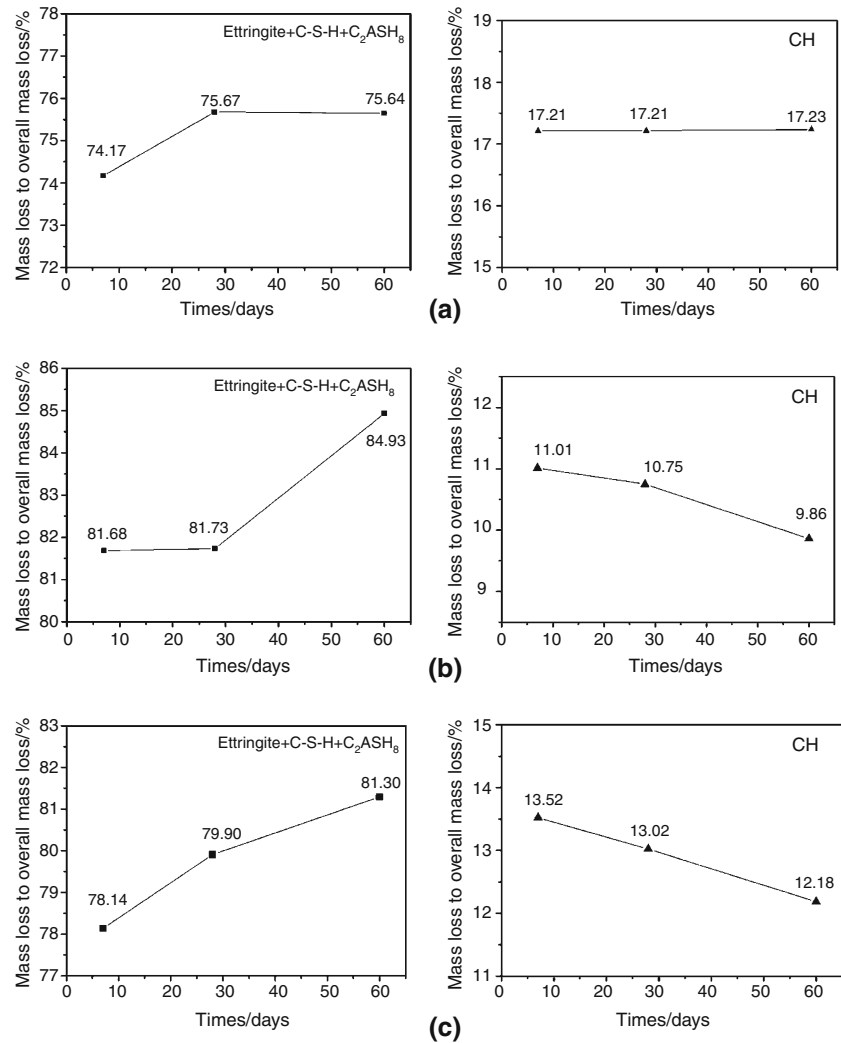 Mass loss to overall mass loss/%
78
77
76
75
74
73
72
Ettringite+C-S-H+C₂ASH₈
74.17
75.67
75.64
0 10 20 30 40 50 60
Times/days
Mass loss to overall mass loss/%
19
18
17
16
15
CH
17.21
17.21
17.23
0 10 20 30 40 50 60
Times/days
(a)
Mass loss to overall mass loss/%
86
85
84
83
82
81
80
Ettringite+C-S-H+C₂ASH₈
81.68
81.73
84.93
0 10 20 30 40 50 60
Times/days
Mass loss to overall mass loss/%
12
11
10
9
CH
11.01
10.75
9.86
0 10 20 30 40 50 60
Times/days
(b)
Mass loss to overall mass loss/%
83
82
81
80
79
78
77
Ettringite+C-S-H+C₂ASH₈
78.14
79.90
81.30
0 10 20 30 40 50 60
Times/days
Mass loss to overall mass loss/%
15
14
13
12
11
CH
13.52
13.02
12.18
0 10 20 30 40 50 60
Times/days
(c)